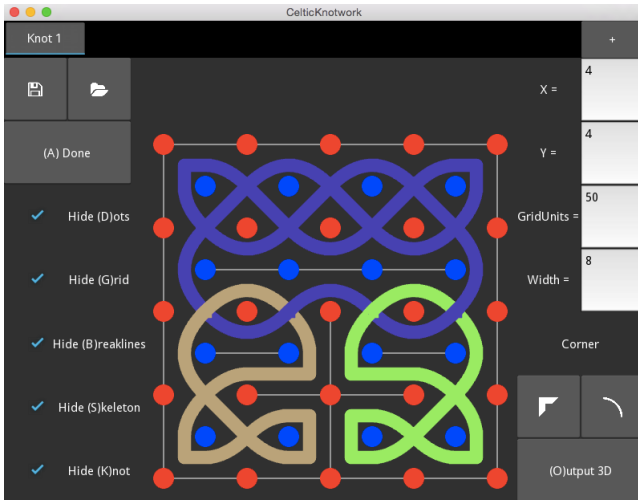 CelticKnotwork
Knot 1
+
X =
4
(A) Done
Y =
4
Hide (D)ots
GridUnits =
50
Hide (G)rid
Width =
8
Hide (B)reaklines
Corner
Hide (S)keleton
Hide (K)not
(O)utput 3D